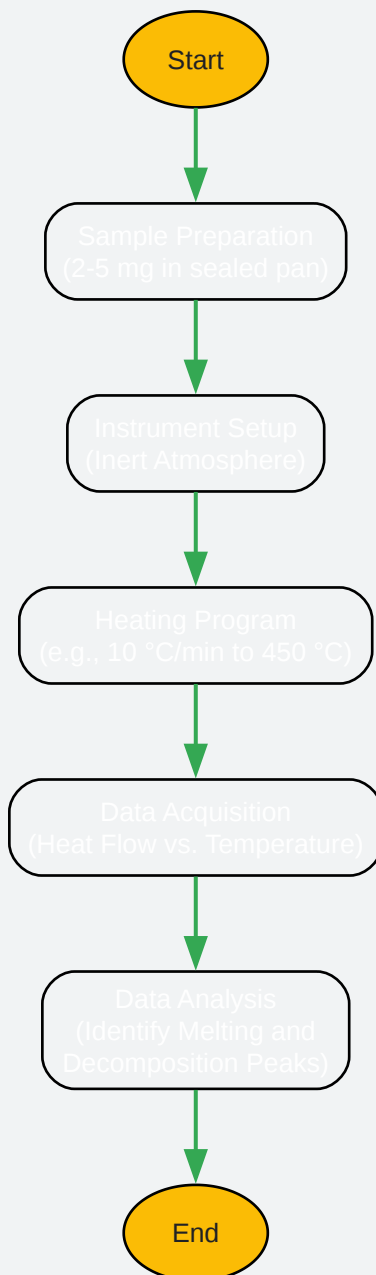 Start
Sample Preparation
(2-5 mg in sealed pan)
Instrument Setup
(Inert Atmosphere)
Heating Program
(e.g., 10 °C/min to 450 °C)
Data Acquisition
(Heat Flow vs. Temperature)
Data Analysis
(Identify Melting and
Decomposition Peaks)
End